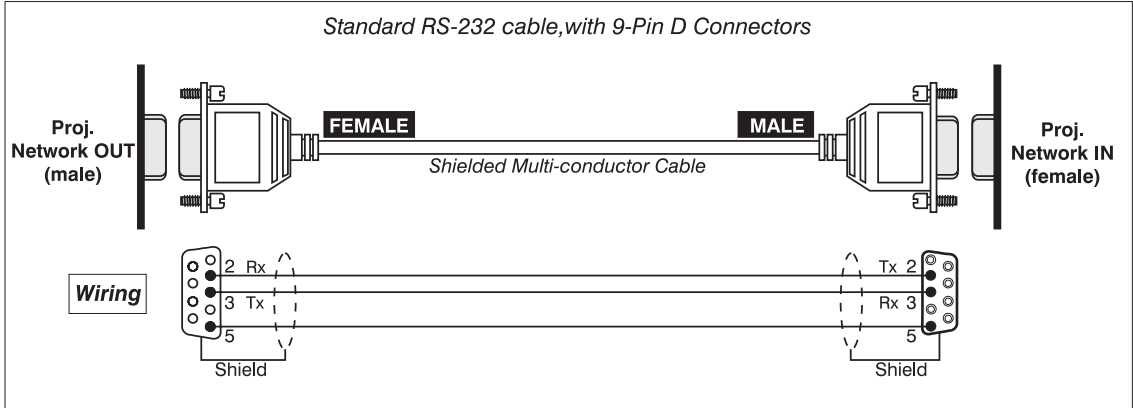 Standard RS-232 cable,with 9-Pin D Connectors
Proj.
Network OUT
(male)
FEMALE
MALE
Shielded Multi-conductor Cable
Proj.
Network IN
(female)
Wiring
2 Rx
3 Tx
5
Shield
Tx 2
Rx 3
5
Shield